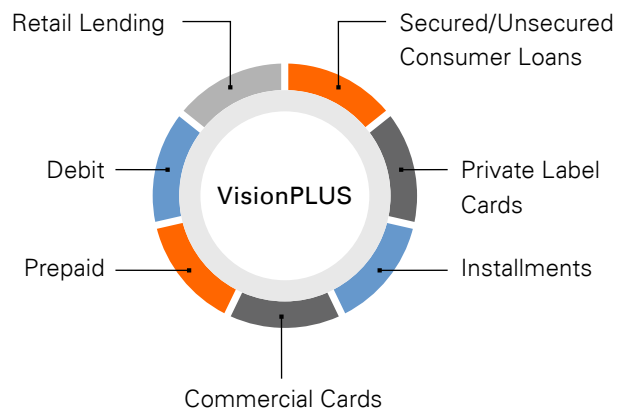 Retail Lending
Secured/Unsecured
Consumer Loans
Debit
VisionPLUS
Private Label
Cards
Prepaid
Installments
Commercial Cards